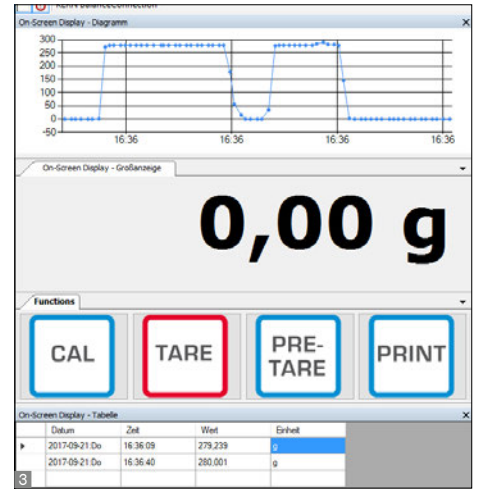 KERN BalanceConnection
On-Screen Display - Diagramm
300
250
200
150
100
50
0
-50
16:36 16:36 16:36 16:36
On-Screen Display - Großanzeige
0,00 g
Functions
CAL TARE PRE-TARE PRINT
On-Screen Display - Tabelle
Datum Zeit Wert Einheit
2017-09-21:Do 16:36:09 279,239 g
2017-09-21:Do 16:36:40 280,001 g
3